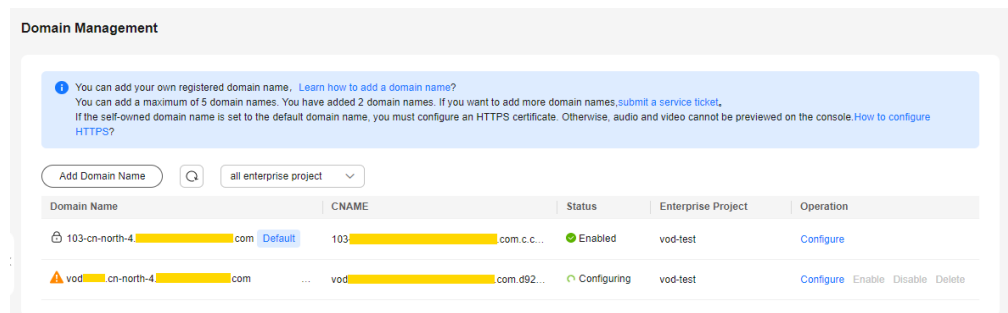 Domain Management
You can add your own registered domain name, Learn how to add a domain name?
You can add a maximum of 5 domain names. You have added 2 domain names. If you want to add more domain names,submit a service ticket。
If the self-owned domain name is set to the default domain name, you must configure an HTTPS certificate. Otherwise, audio and video cannot be previewed on the console.How to configure
HTTPS?
Add Domain Name all enterprise project
Domain Name CNAME Status Enterprise Project Operation
103-cn-north-4. com Default 103- .com.c.c... Enabled vod-test Configure
vod .cn-north-4. com ... vod .com.d92... Configuring vod-test Configure Enable Disable Delete